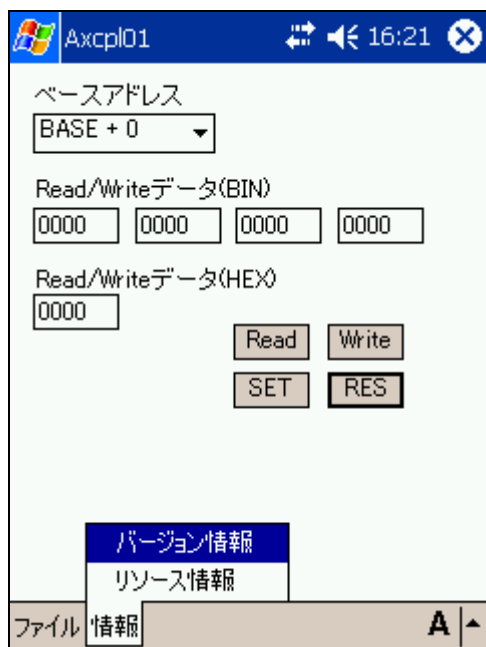 Axcpl01 16:21
ベースアドレス
BASE + 0
Read/Writeデータ(BIN)
0000 0000 0000 0000
Read/Writeデータ(HEX)
0000
Read Write
SET RES
バージョン情報
リソース情報
ファイル 情報 A